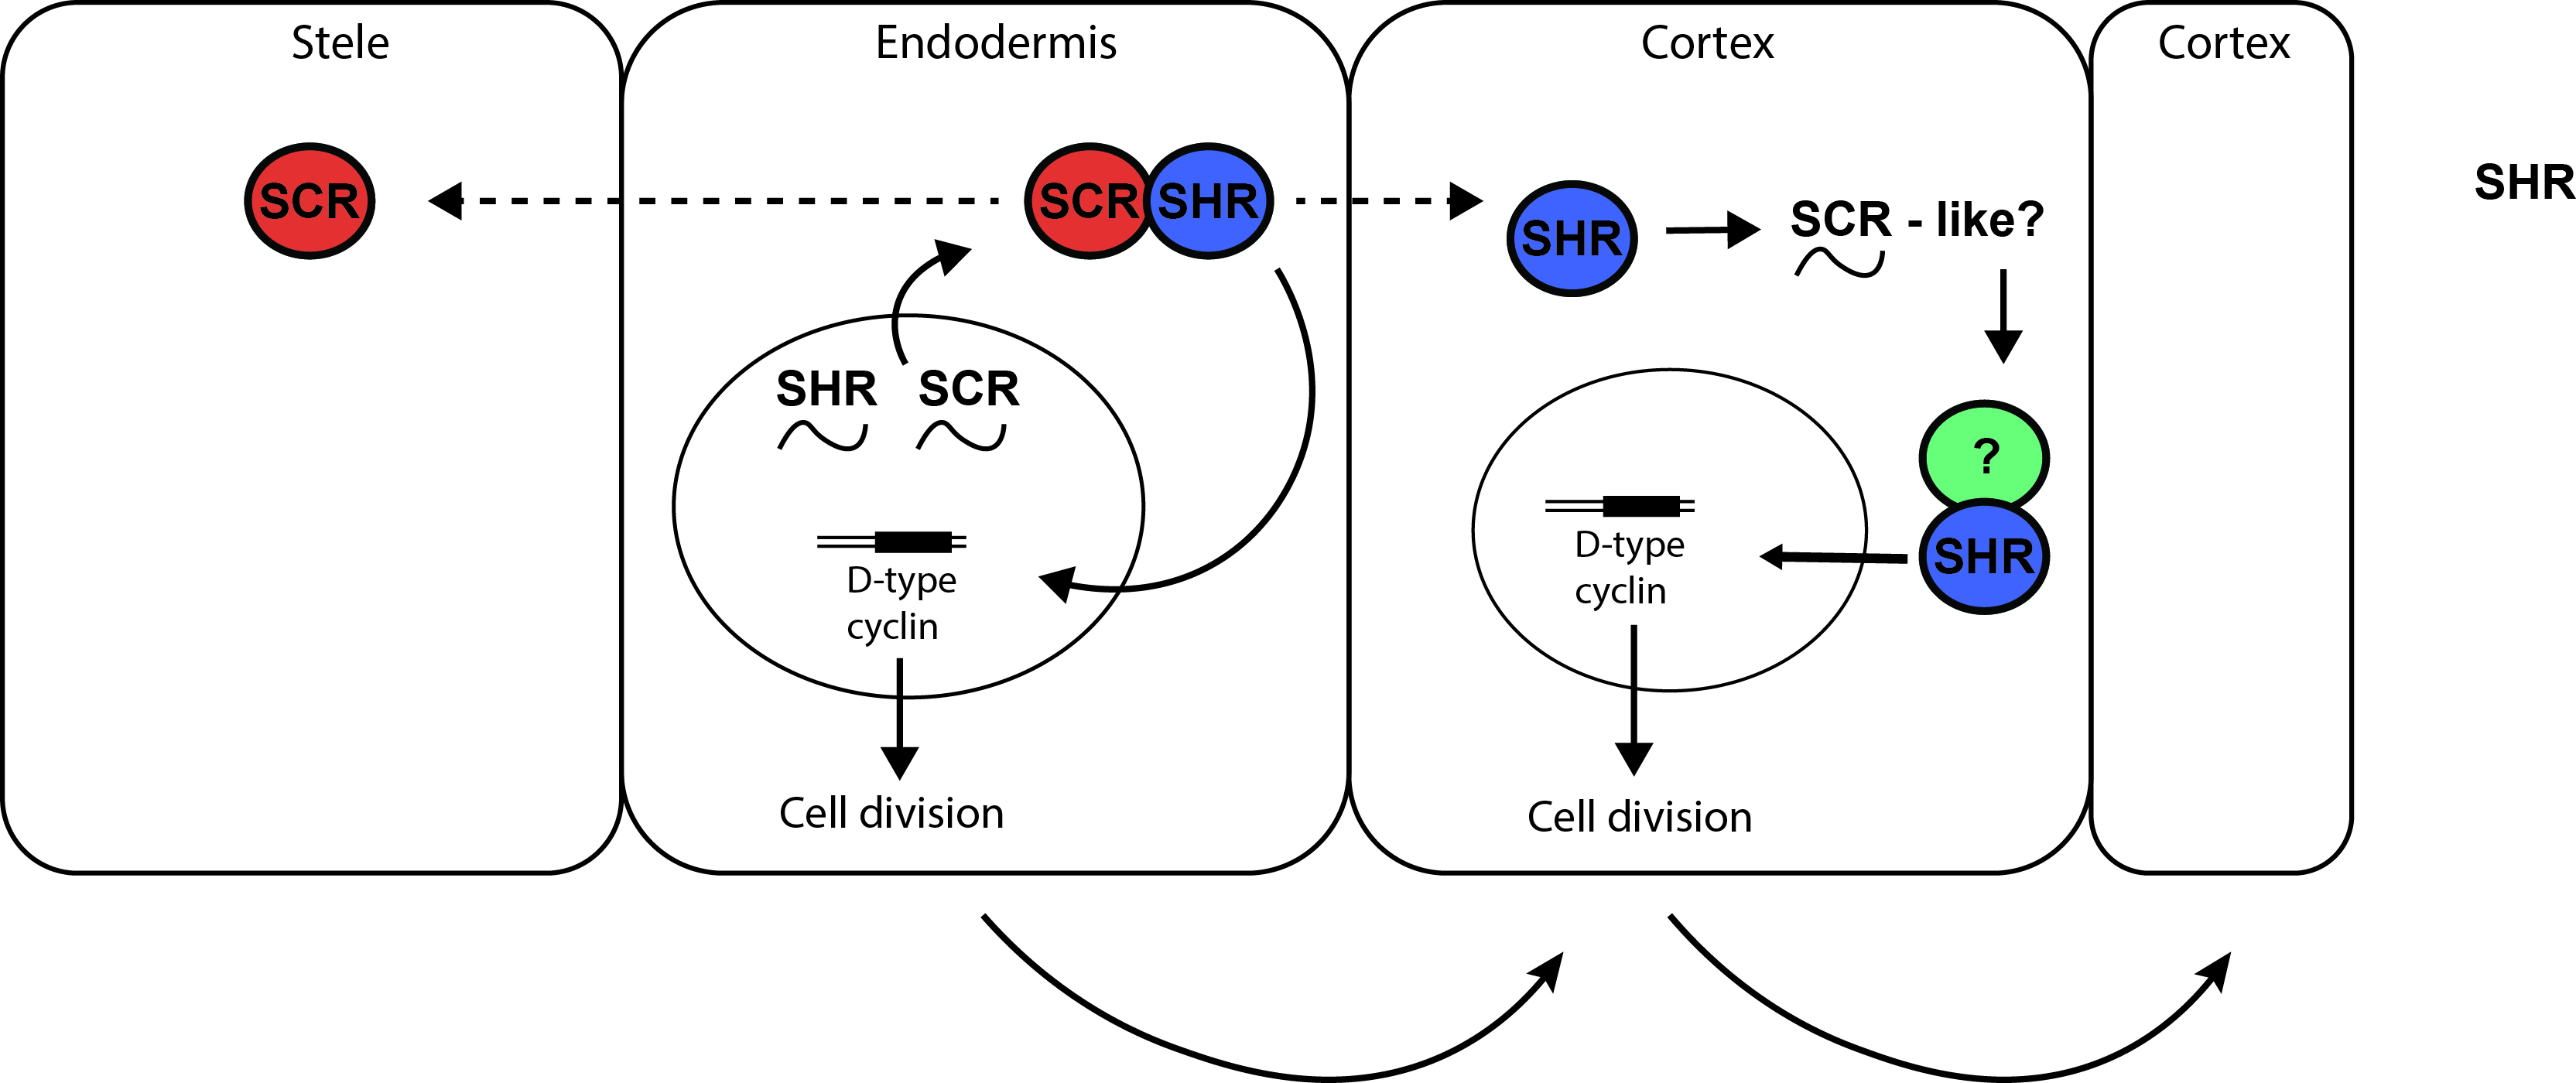 Stele
Endodermis
Cortex
Cortex
SCR
SCR
SHR
SHR
SCR - like?
SHR
SHR SCR
D-type
cyclin
Cell division
?
SHR
D-type
cyclin
Cell division